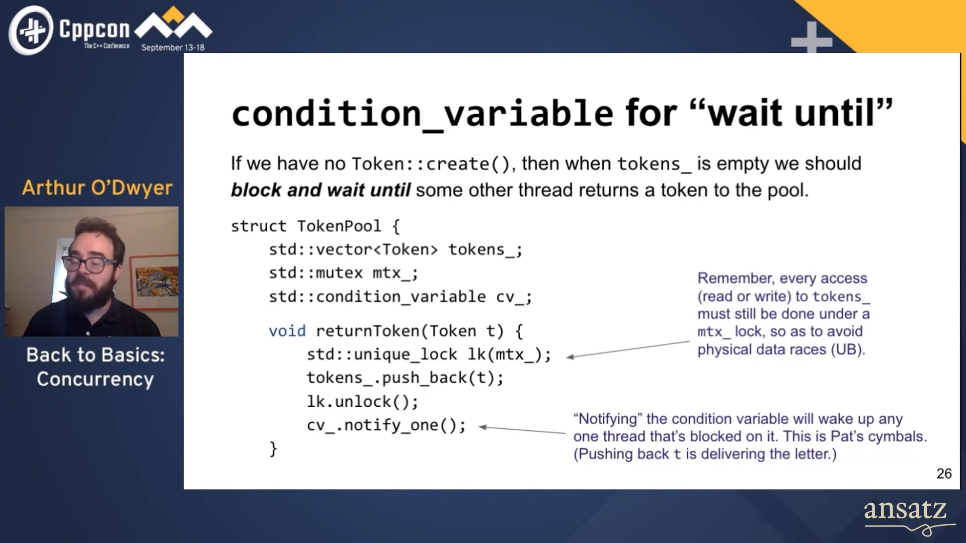 Cppcon
The C++ Conference
September 13-18
condition_variable for “wait until”
If we have no Token::create(), then when tokens_ is empty we should
block and wait until some other thread returns a token to the pool.
Arthur O’Dwyer
Back to Basics:
Concurrency
struct TokenPool {
    std::vector<Token> tokens_;
    std::mutex mtx_;
    std::condition_variable cv_;
    void returnToken(Token t) {
        std::unique_lock lk(mtx_);
        tokens_.push_back(t);
        lk.unlock();
        cv_.notify_one();
    }
Remember, every access
(read or write) to tokens_
must still be done under a
mtx_ lock, so as to avoid
physical data races (UB).
“Notifying” the condition variable will wake up any
one thread that’s blocked on it. This is Pat’s cymbals.
(Pushing back t is delivering the letter.)
26
ansatz